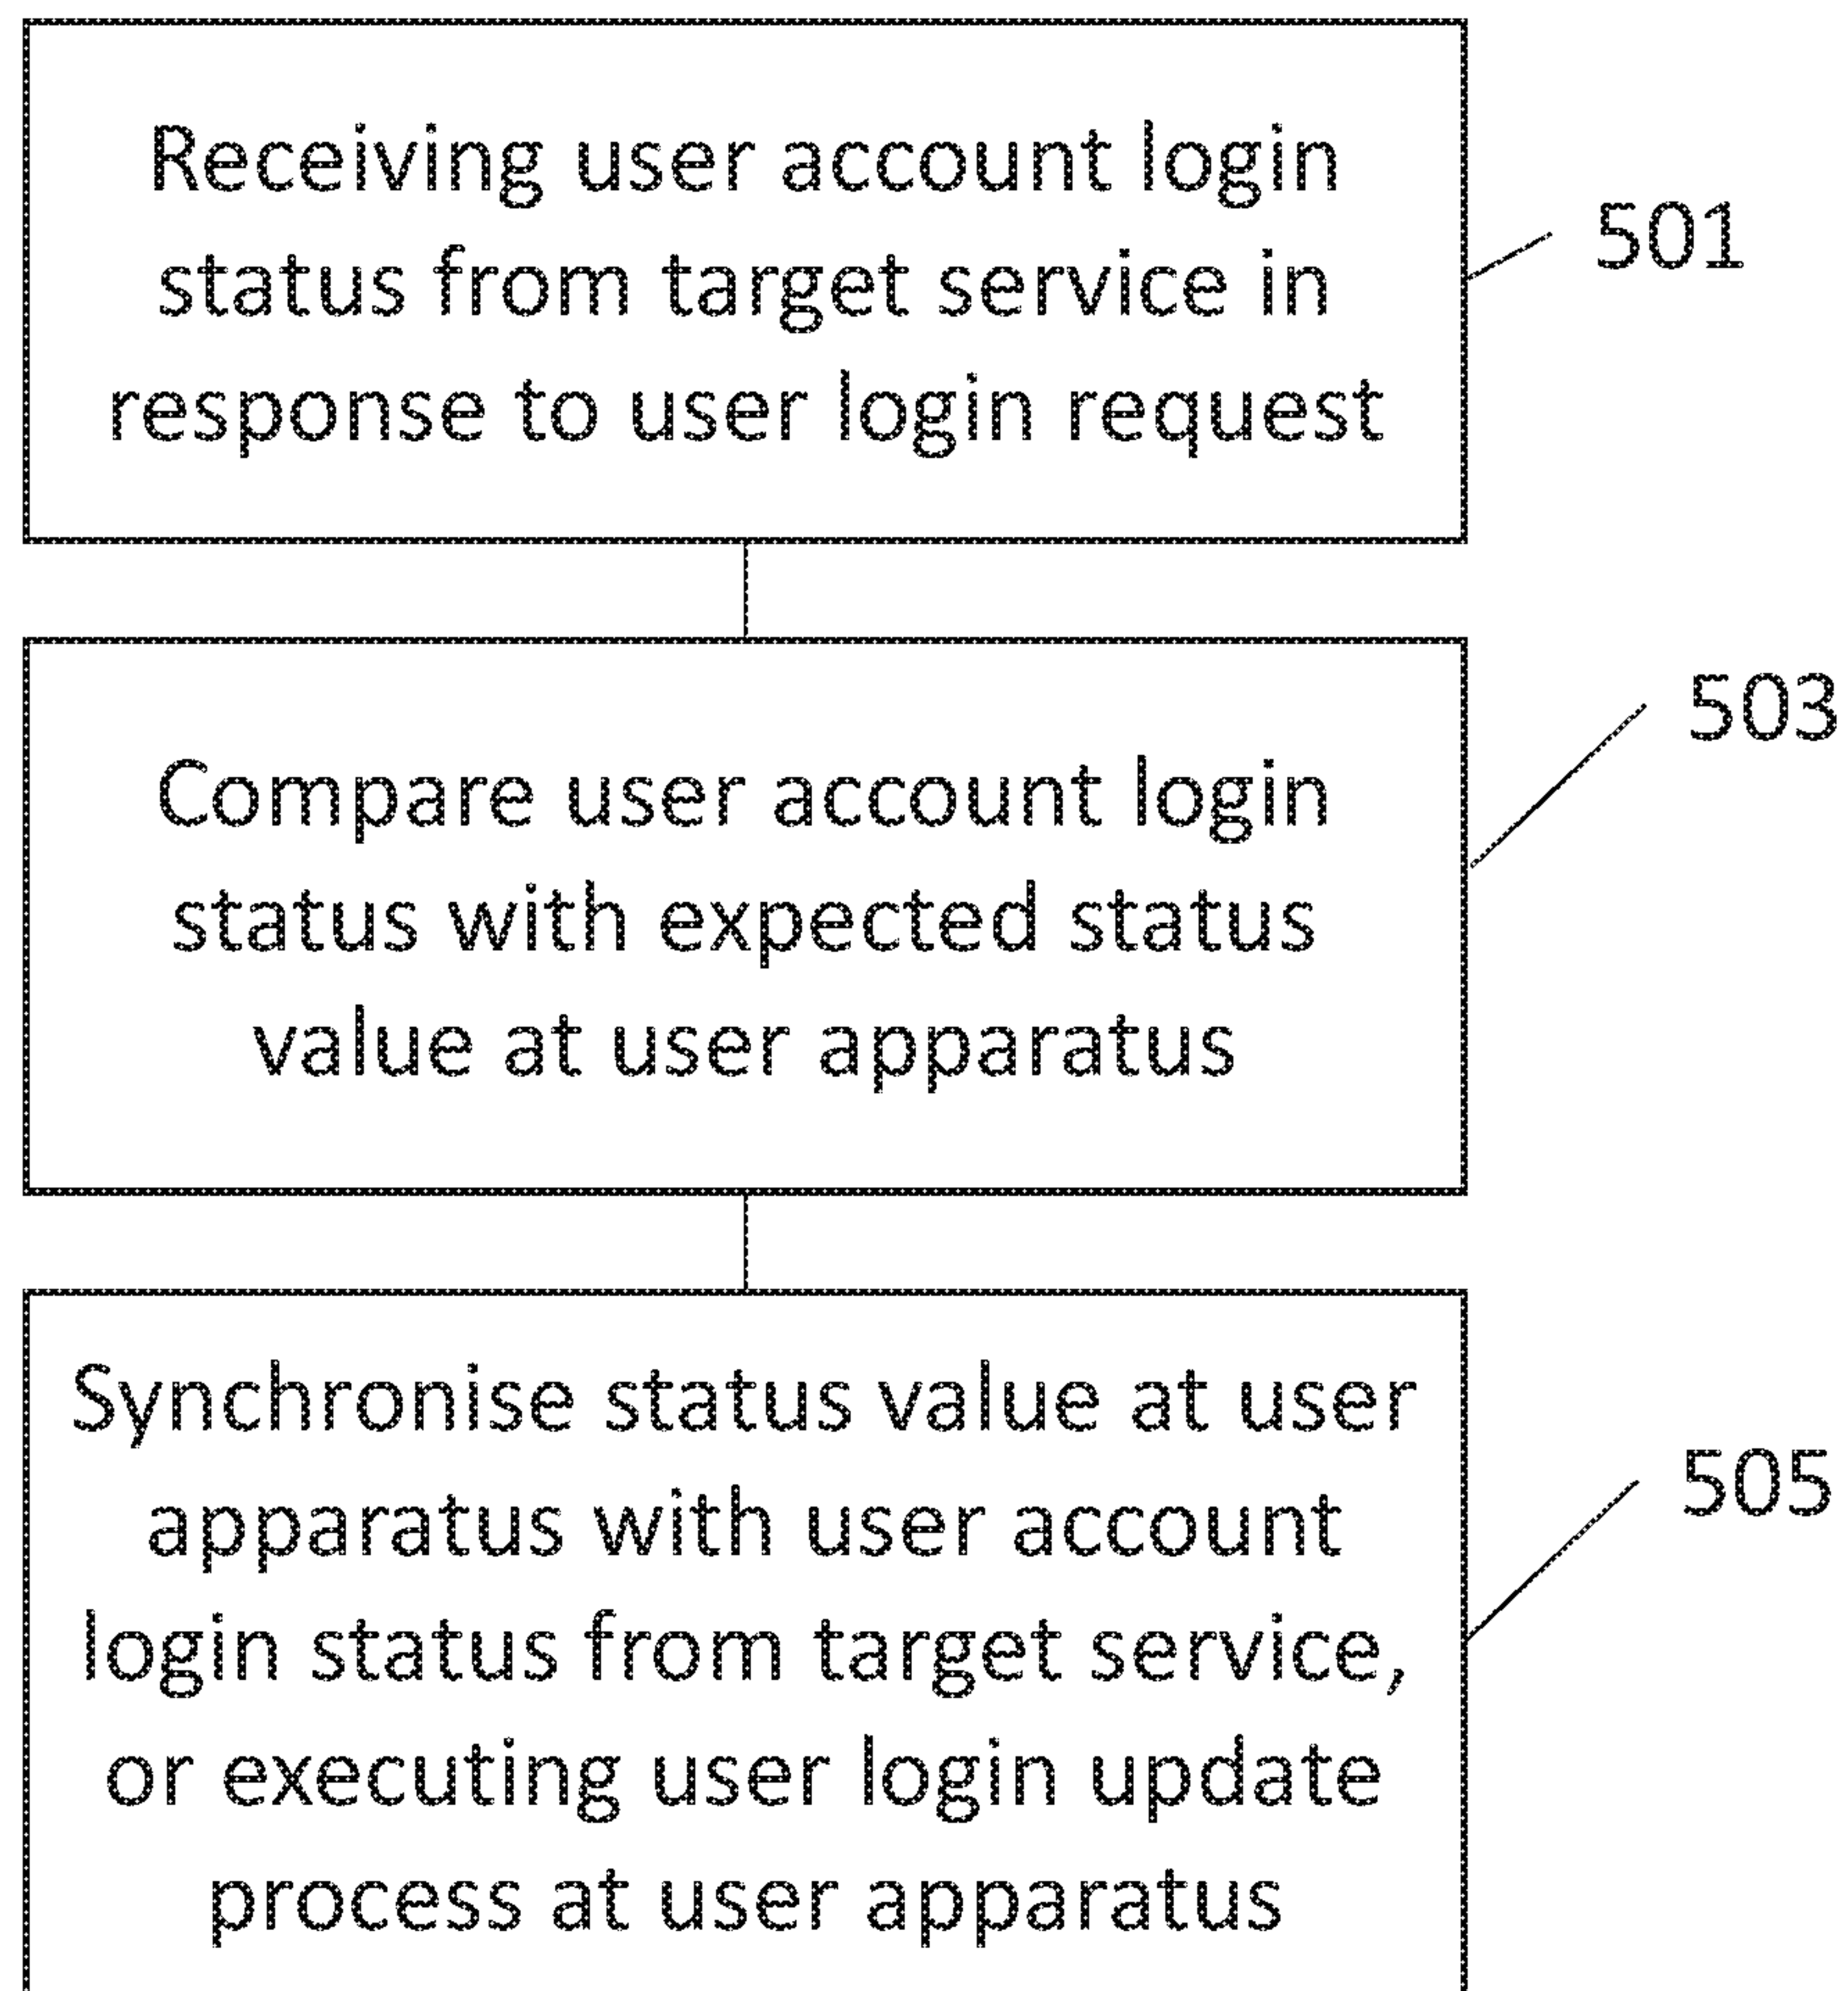 Receiving user account login
status from target service in
response to user login request
501
Compare user account login
status with expected status
value at user apparatus
503
Synchronise status value at user
apparatus with user account
login status from target service,
or executing user login update
process at user apparatus
505